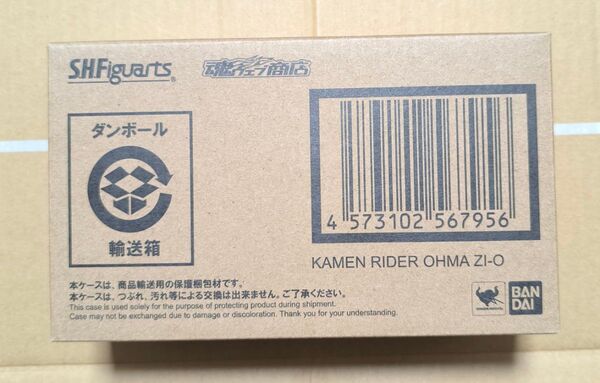 S.H.Figuarts®
魂ウェブ商店
ダンボール
輸送箱
4 573102 567956
KAMEN RIDER OHMA ZI-O
本ケースは、商品輸送用の保護梱包材です。
本ケースは、つぶれ、汚れ等による交換は出来ません。ご了承ください。
This case is used solely for the purpose of protecting product during shipment.
Case may not be exchanged due to damage or discoloration. Thank you for your understanding.
BAN
DAI